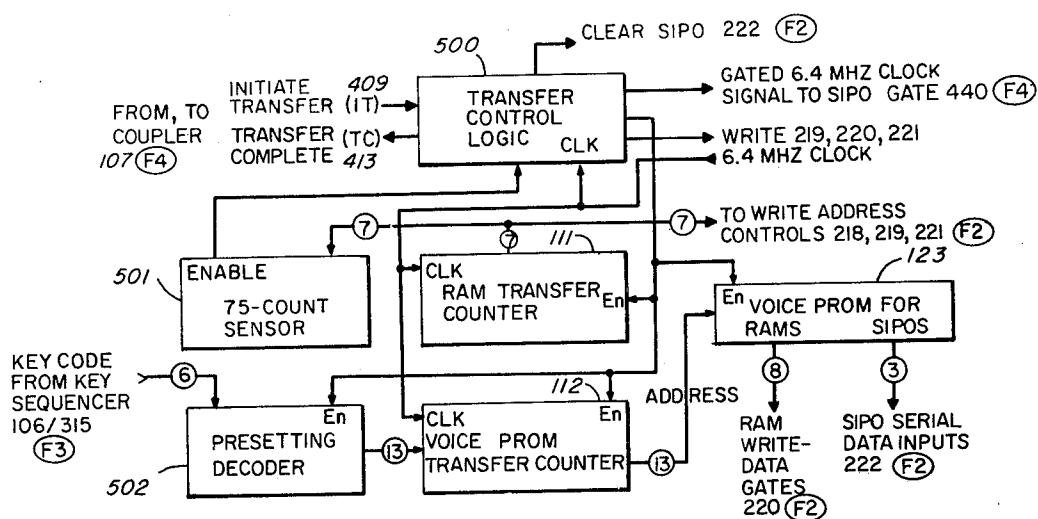 CLEAR SIPO 222 (F2)
500
INITIATE 409
TRANSFER (IT)
FROM, TO
COUPLER
107 (F4)
TRANSFER (TC)
COMPLETE 413
TRANSFER
CONTROL
LOGIC
CLK
GATED 6.4 MHZ CLOCK
SIGNAL TO SIPO GATE 440 (F4)
WRITE 219, 220, 221
6.4 MHZ CLOCK
7
7
7
TO WRITE ADDRESS
CONTROLS 218, 219, 221 (F2)
501
ENABLE
75-COUNT
SENSOR
111
CLK
RAM TRANSFER
COUNTER
En
123
En
VOICE PROM FOR
RAMS SIPOS
KEY CODE
FROM KEY
SEQUENCER
106/315
(F3)
6
En
PRESETTING
DECODER
502
13
112
CLK
En
VOICE PROM
TRANSFER COUNTER
13
ADDRESS
8
3
RAM
WRITE-
DATA
GATES
220 (F2)
SIPO SERIAL
DATA INPUTS
222 (F2)